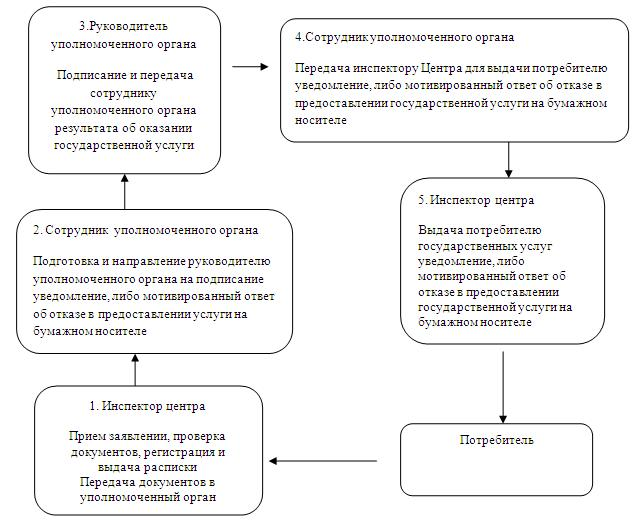 3.Руководитель
уполномоченного органа
Подписание и передача
сотруднику
уполномоченного органа
результата об оказании
государственной услуги
4.Сотрудник уполномоченного органа
Передача инспектору Центра для выдачи потребителю
уведомление, либо мотивированный ответ об отказе в
предоставлении государственной услуги на бумажном
носителе
2. Сотрудник уполномоченного органа
Подготовка и направление руководителю
уполномоченного органа на подписание
уведомление, либо мотивированный ответ
об отказе в предоставлении услуги на
бумажном носителе
5. Инспектор центра
Выдача потребителю
государственных услуг
уведомление, либо
мотивированный ответ об
отказе в предоставлении
государственной услуги на
бумажном носителе
1. Инспектор центра
Прием заявлении, проверка
документов, регистрация и
выдача расписки
Передача документов в
уполномоченный орган
Потребитель